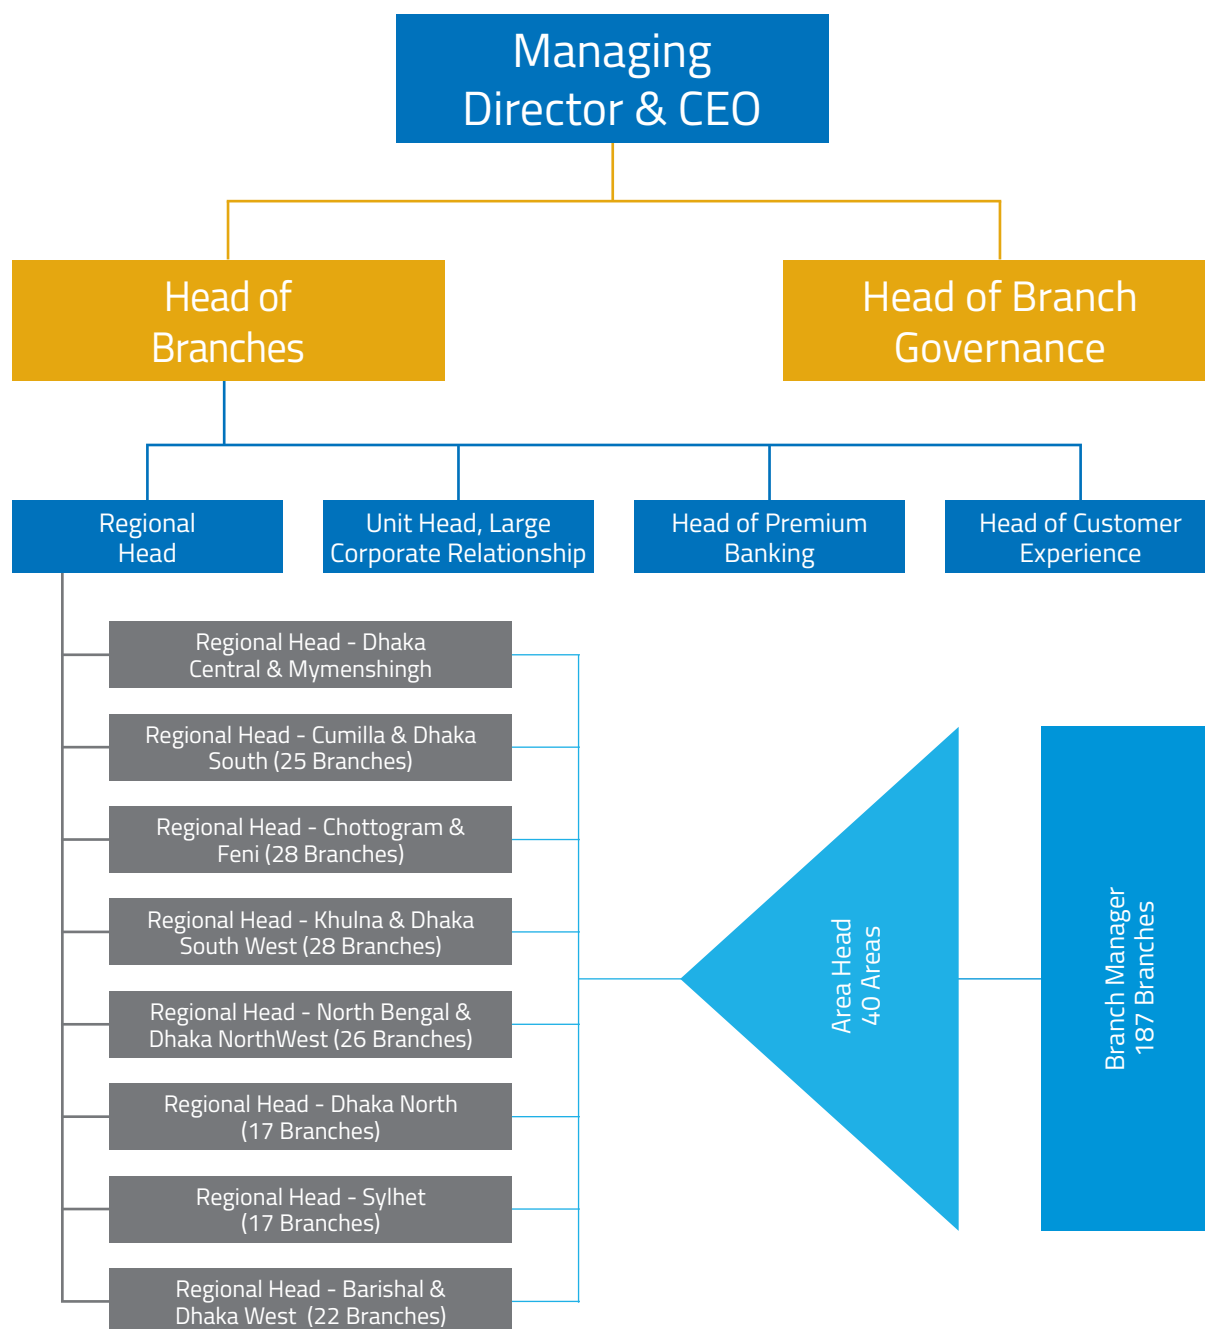 Managing
Director & CEO
Head of
Branches
Head of Branch
Governance
Regional
Head
Unit Head, Large
Corporate Relationship
Head of Premium
Banking
Head of Customer
Experience
Regional Head - Dhaka
Central & Mymenshingh
Regional Head - Cumilla & Dhaka
South (25 Branches)
Regional Head - Chottogram &
Feni (28 Branches)
Regional Head - Khulna & Dhaka
South West (28 Branches)
Regional Head - North Bengal &
Dhaka NorthWest (26 Branches)
Regional Head - Dhaka North
(17 Branches)
Regional Head - Sylhet
(17 Branches)
Regional Head - Barishal &
Dhaka West (22 Branches)
Area Head
40 Areas
Branch Manager
187 Branches